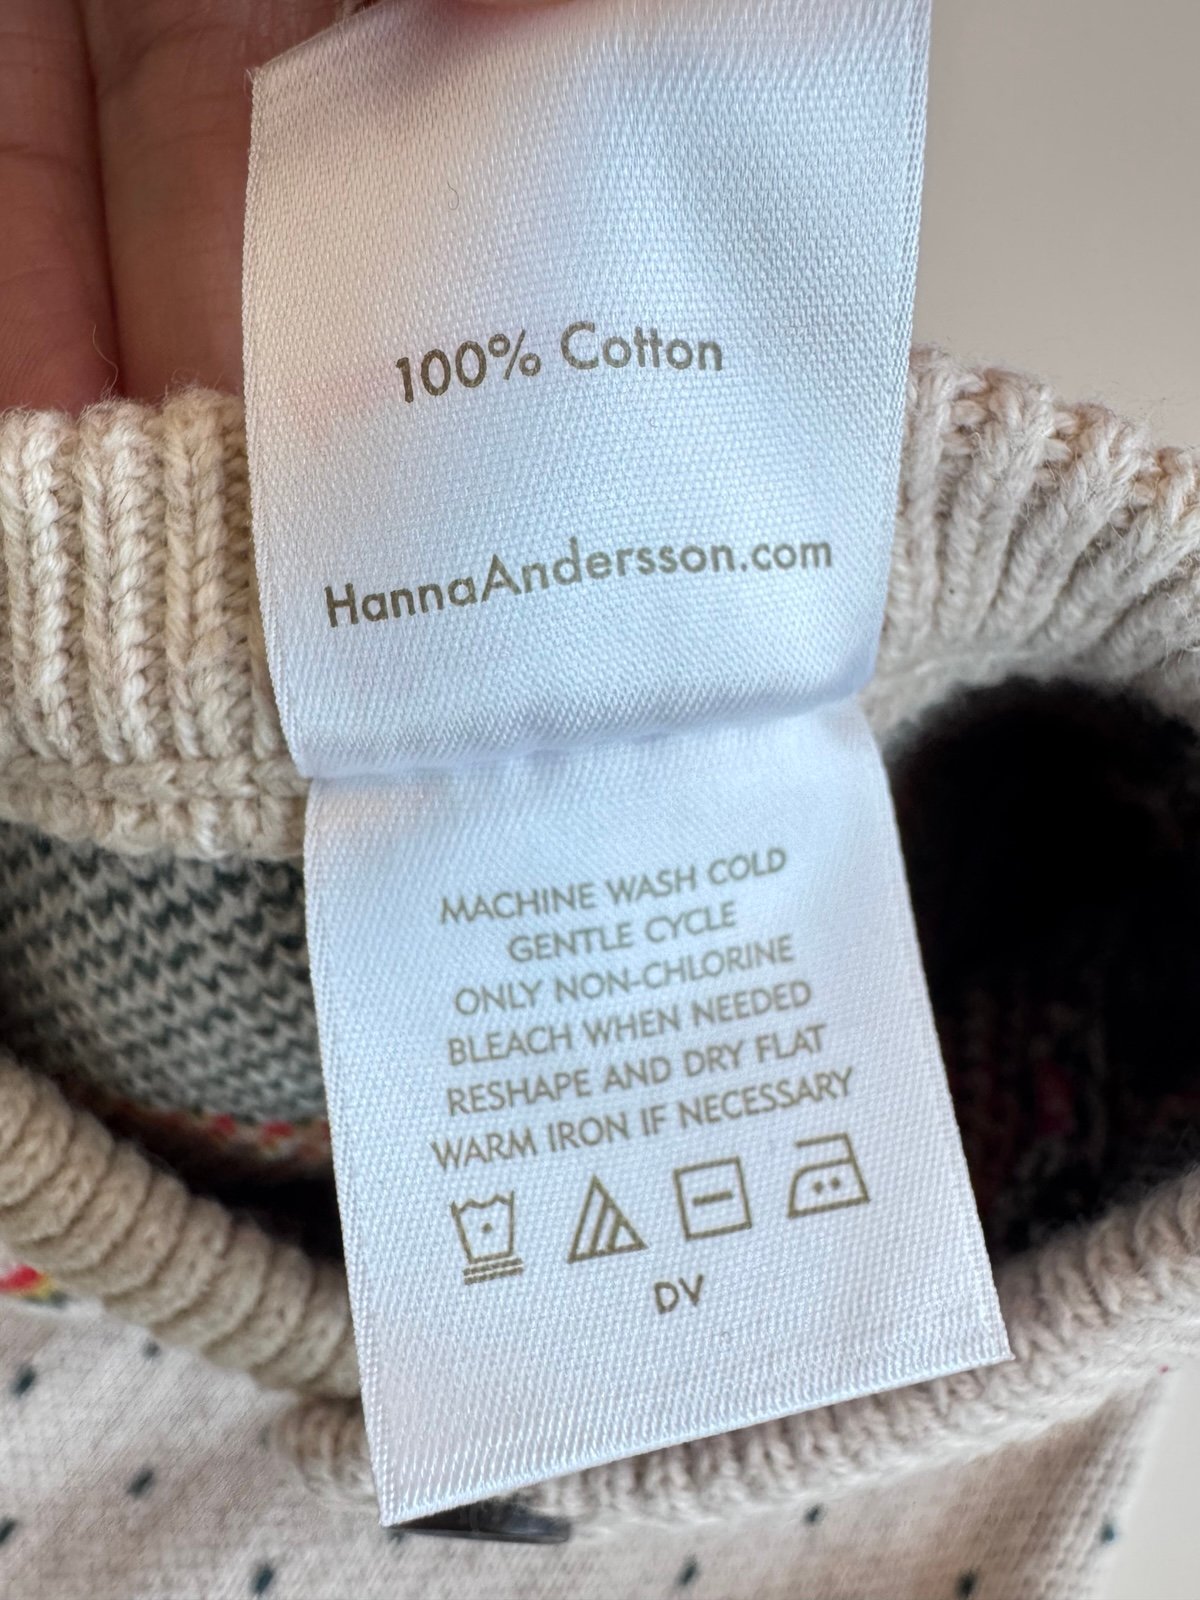 100% Cotton
HannaAndersson.com
MACHINE WASH COLD
GENTLE CYCLE
ONLY NON-CHLORINE
BLEACH WHEN NEEDED
RESHAPE AND DRY FLAT
WARM IRON IF NECESSARY
DV